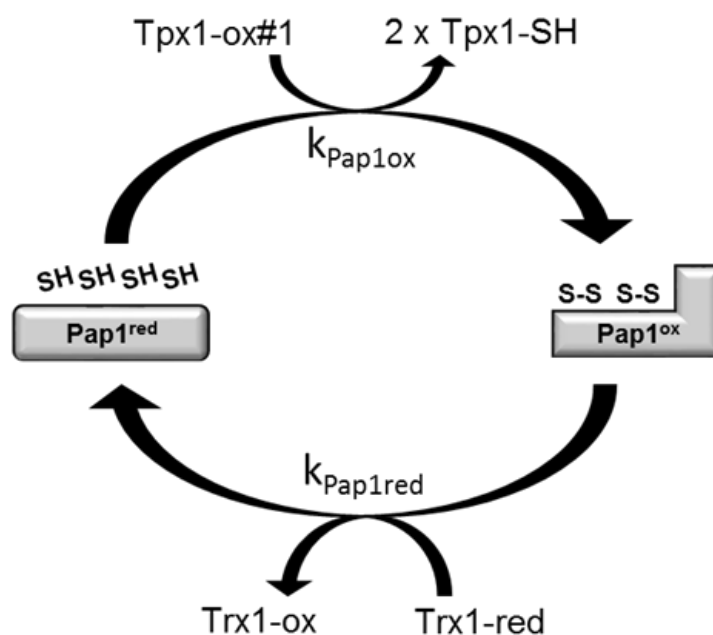 Tpx1-ox#1 2 x Tpx1-SH
kPap1ox
SH SH SH SH
S-S S-S
Pap1red
Pap1ox
kPap1red
Trx1-ox Trx1-red